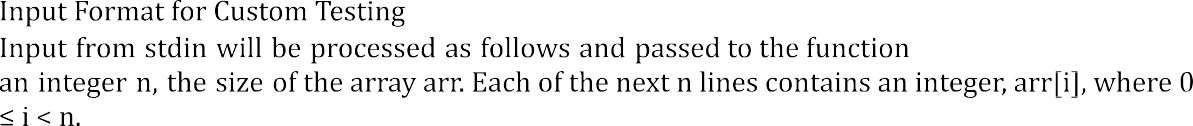 Input Format for Custom Testing
Input from stdin will be processed as follows and passed to the function
an integer n, the size of the array arr. Each of the next n lines contains an integer, arr[i], where 0
≤ i < n.